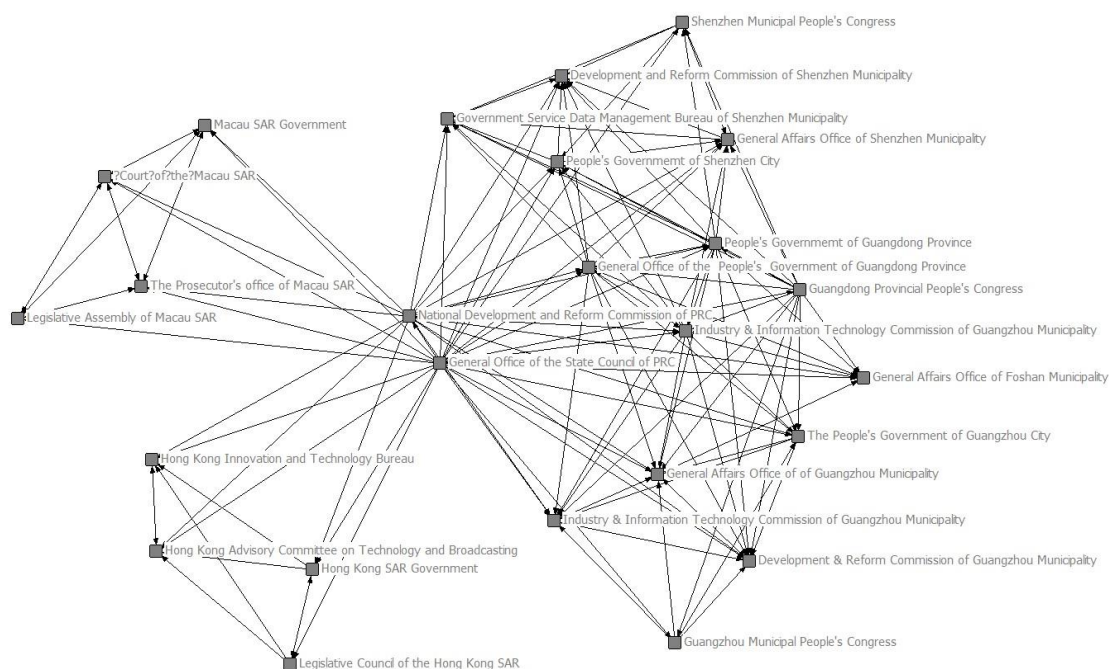 Shenzhen Municipal People's Congress
Development and Reform Commission of Shenzhen Municipality
Government Service Data Management Bureau of Shenzhen Municipality
Macau SAR Government
General Affairs Office of Shenzhen Municipality
People's Government of Shenzhen City
?Court?of?the?Macau SAR
People's Government of Guangdong Province
General Office of the People's Government of Guangdong Province
The Prosecutor's office of Macau SAR
Guangdong Provincial People's Congress
Legislative Assembly of Macau SAR
National Development and Reform Commission of PRC
Industry & Information Technology Commission of Guangzhou Municipality
General Office of the State Council of PRC
General Affairs Office of Foshan Municipality
The People's Government of Guangzhou City
Hong Kong Innovation and Technology Bureau
General Affairs Office of of Guangzhou Municipality
Industry & Information Technology Commission of Guangzhou Municipality
Hong Kong Advisory Committee on Technology and Broadcasting
Development & Reform Commission of Guangzhou Municipality
Hong Kong SAR Government
Guangzhou Municipal People's Congress
Legislative Council of the Hong Kong SAR